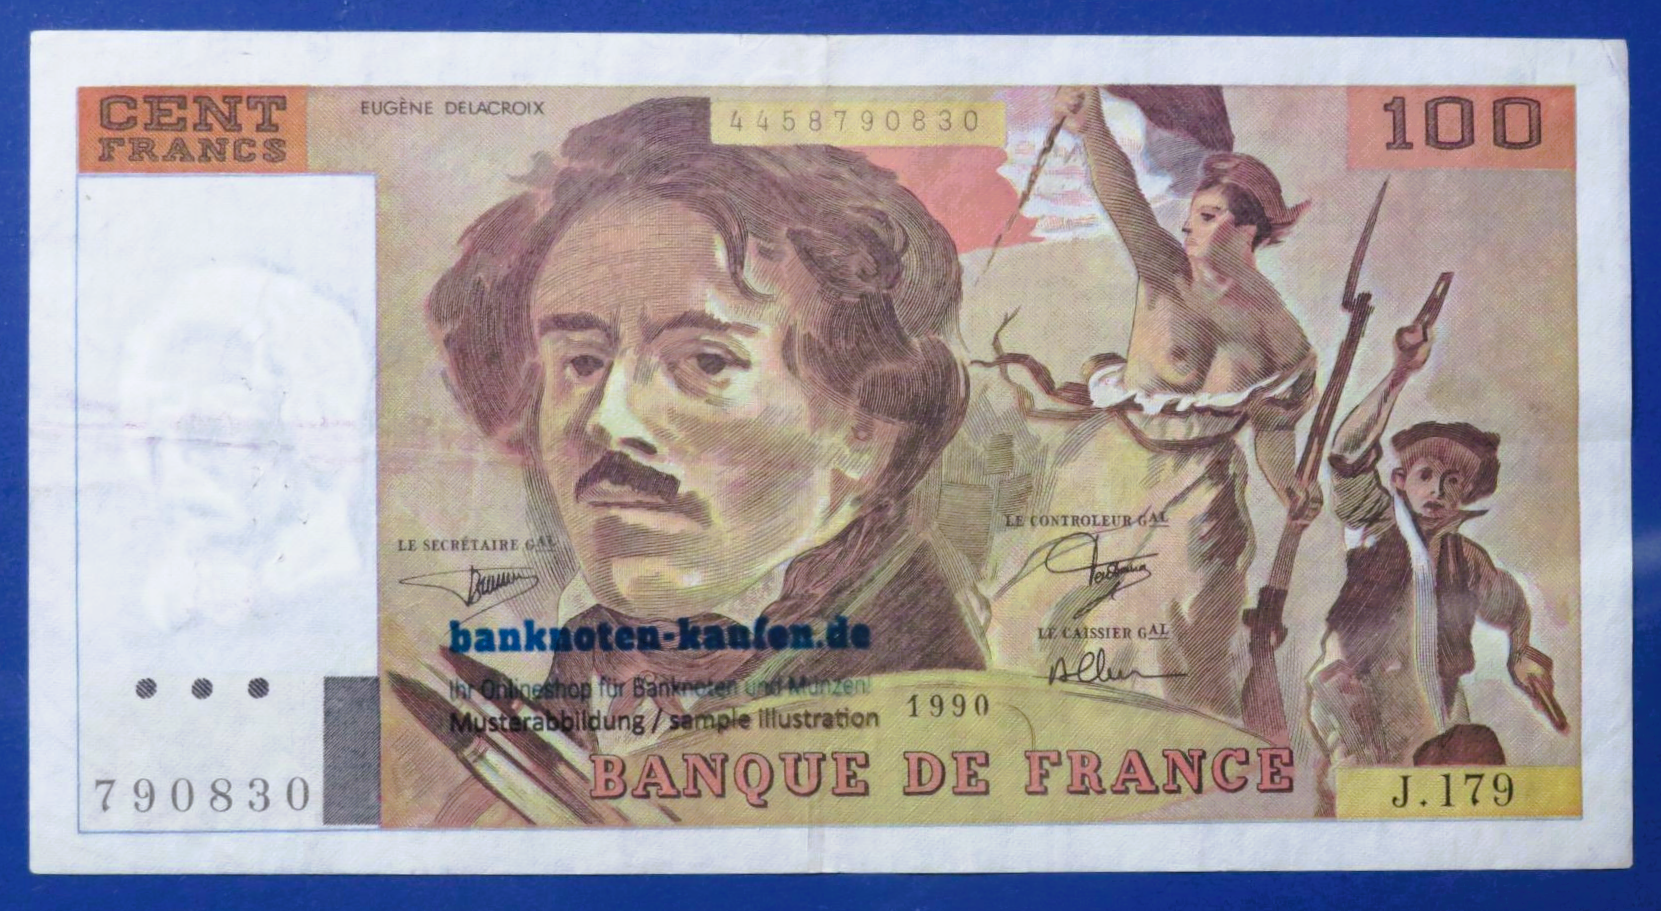 CENT
FRANCS
EUGÈNE DELACROIX
4458790830
100
LE CONTROLEUR GAL
LE SECRÉTAIRE GAL
LE CAISSIER GAL
banknoten-kaufen.de
Ihr Onlineshop für Banknoten und Münzen!
Musterabbildung / sample illustration
1990
BANQUE DE FRANCE
790830
J.179